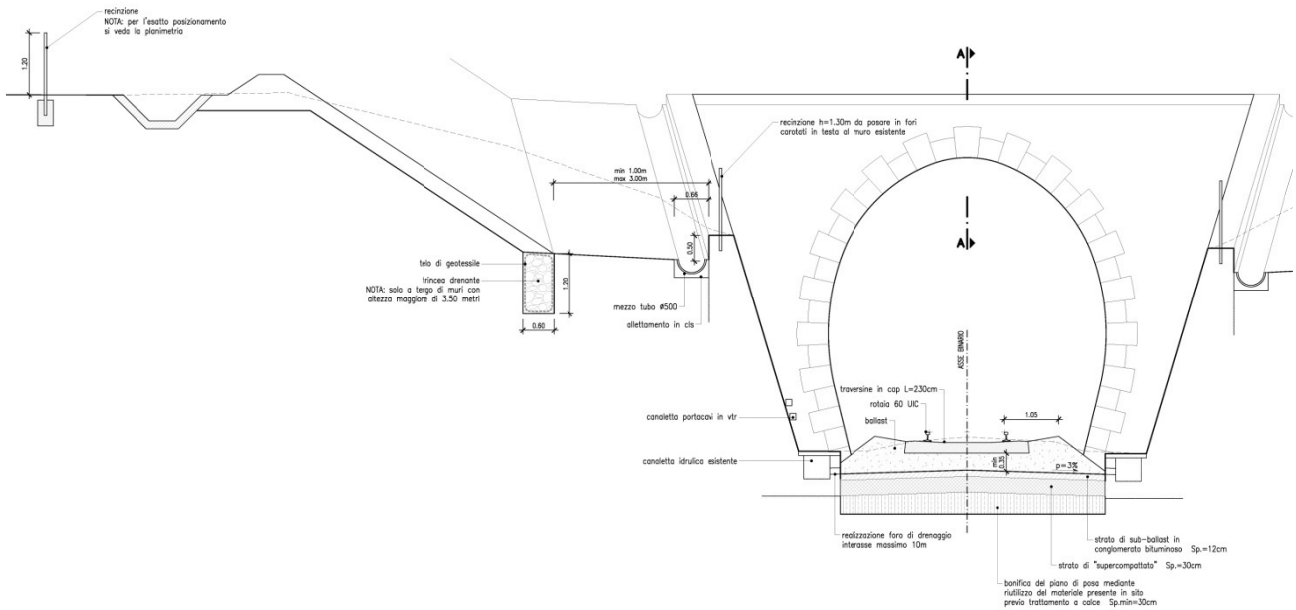 recinzione
NOTA: per l'esatto posizionamento
si veda la planimetria
1.20
A
recinzione h=1.30m da posare in fori
carotati in testa al muro esistente
min 1.00m
max 3.00m
0.66
0.50
A
telo di geotessile
trincea drenante
NOTA: solo a tergo di muri con
altezza maggiore di 3.50 metri
1.20
0.60
mezzo tubo Ø500
allettamento in cls
ASSE BINARIO
traversine in cap L=230cm
rotaia 60 UIC
ballast
1.05
canaletta portacavi in vtr
canaletta idrulica esistente
min
0.35
p=3%
realizzazione foro di drenaggio
interasse massimo 10m
strato di sub-ballast in
conglomerato bituminoso Sp.=12cm
strato di "supercompattato" Sp.=30cm
bonifica del piano di posa mediante
riutilizzo del materiale presente in sito
previo trattamento a calce Sp.min=30cm